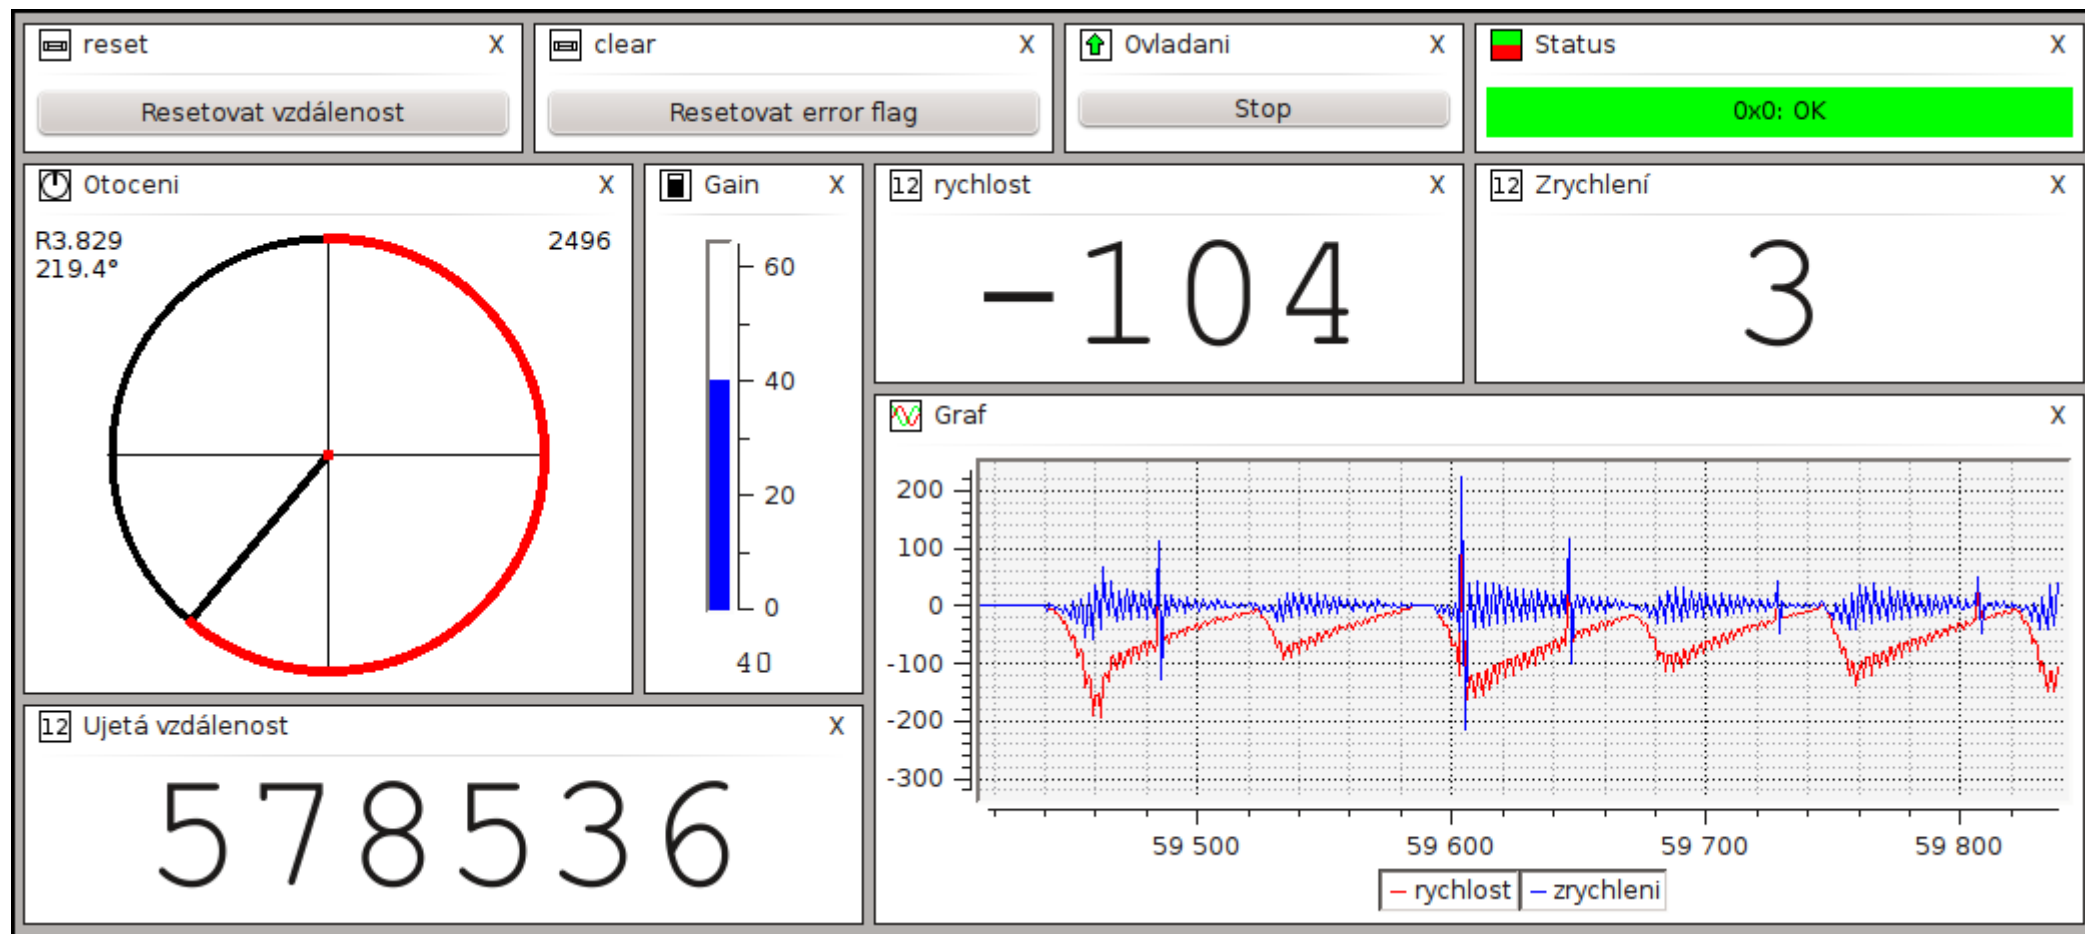 reset X
Resetovat vzdálenost
clear X
Resetovat error flag
Ovladani X
Stop
Status X
0x0: OK
Otoceni X
R3.829 2496
219.4°
Gain X
60
40
20
0
40
12 rychlost X
-104
12 Zrychlení X
3
Graf X
200
100
0
-100
-200
-300
59 500 59 600 59 700 59 800
rychlost zrychleni
12 Ujetá vzdálenost X
578536